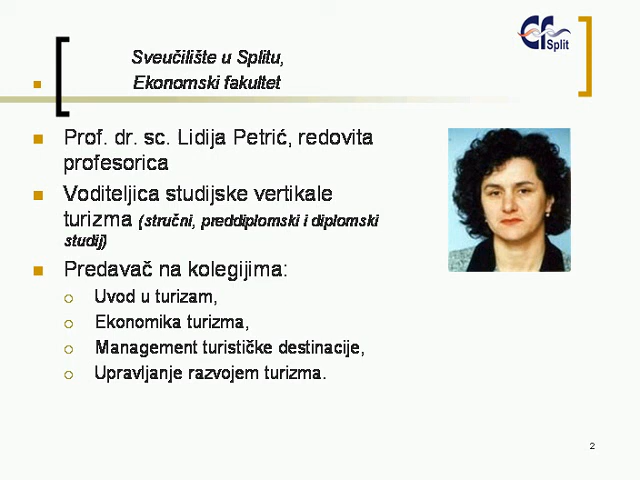 Split
Sveučilište u Splitu,
Ekonomski fakultet
Prof. dr. sc. Lidija Petrić, redovita
profesorica
Voditeljica studijske vertikale
turizma (stručni, preddiplomski i diplomski
studij)
Predavač na kolegijima:
Uvod u turizam,
Ekonomika turizma,
Management turističke destinacije,
Upravljanje razvojem turizma.
2